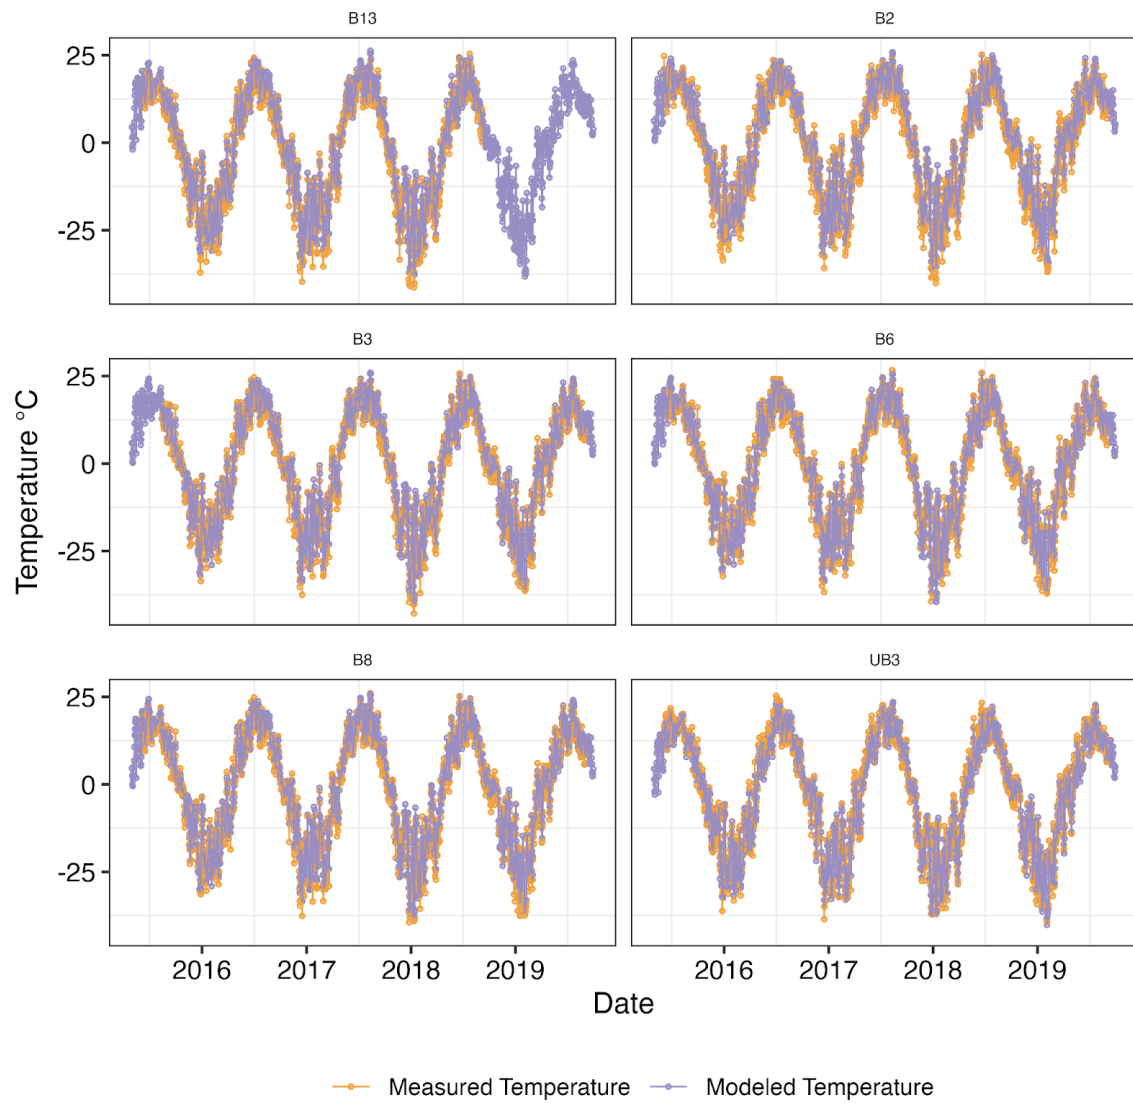 B13
B2
25
0
-25
B3
B6
25
0
-25
Temperature °C
B8
UB3
25
0
-25
2016 2017 2018 2019
2016 2017 2018 2019
Date
Measured Temperature Modeled Temperature